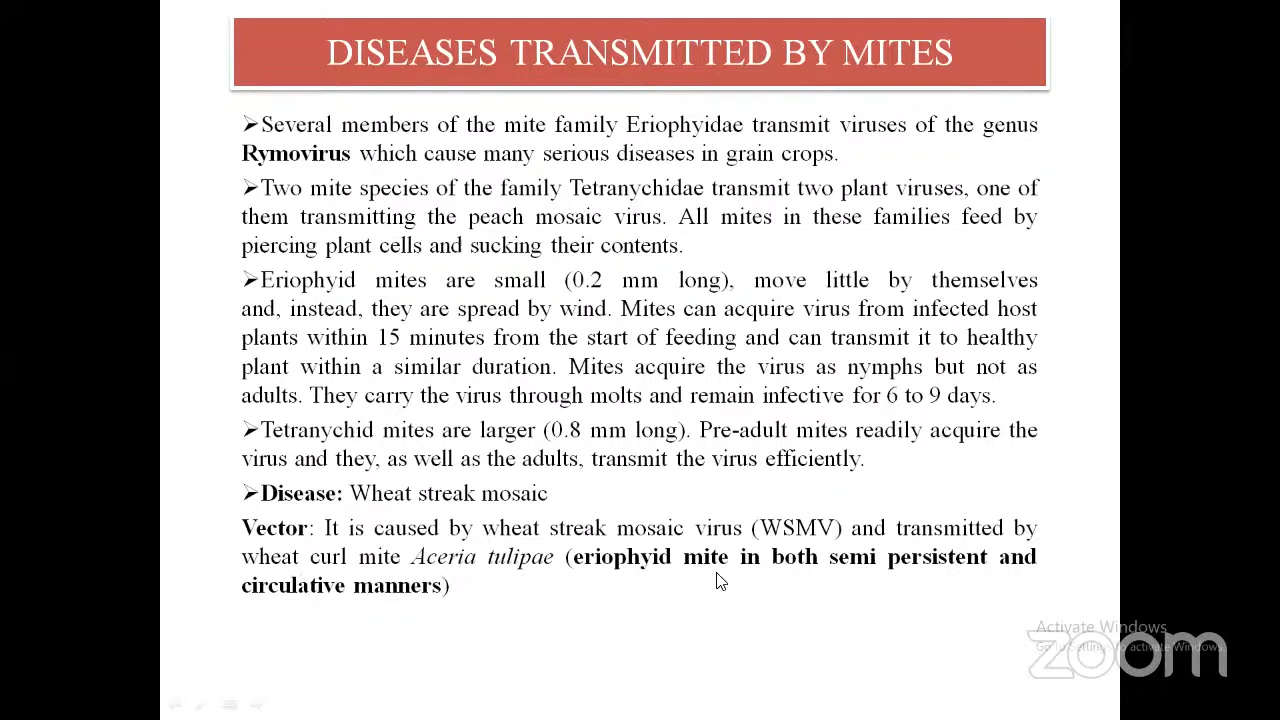 DISEASES TRANSMITTED BY MITES
➢Several members of the mite family Eriophyidae transmit viruses of the genus
Rymovirus which cause many serious diseases in grain crops.
➢Two mite species of the family Tetranychidae transmit two plant viruses, one of
them transmitting the peach mosaic virus. All mites in these families feed by
piercing plant cells and sucking their contents.
➢Eriophyid mites are small (0.2 mm long), move little by themselves
and, instead, they are spread by wind. Mites can acquire virus from infected host
plants within 15 minutes from the start of feeding and can transmit it to healthy
plant within a similar duration. Mites acquire the virus as nymphs but not as
adults. They carry the virus through molts and remain infective for 6 to 9 days.
➢Tetranychid mites are larger (0.8 mm long). Pre-adult mites readily acquire the
virus and they, as well as the adults, transmit the virus efficiently.
➢Disease: Wheat streak mosaic
Vector: It is caused by wheat streak mosaic virus (WSMV) and transmitted by
wheat curl mite Aceria tulipae (eriophyid mite in both semi persistent and
circulative manners)
Activate Windows
Go to Settings to activate Windows.
zoom